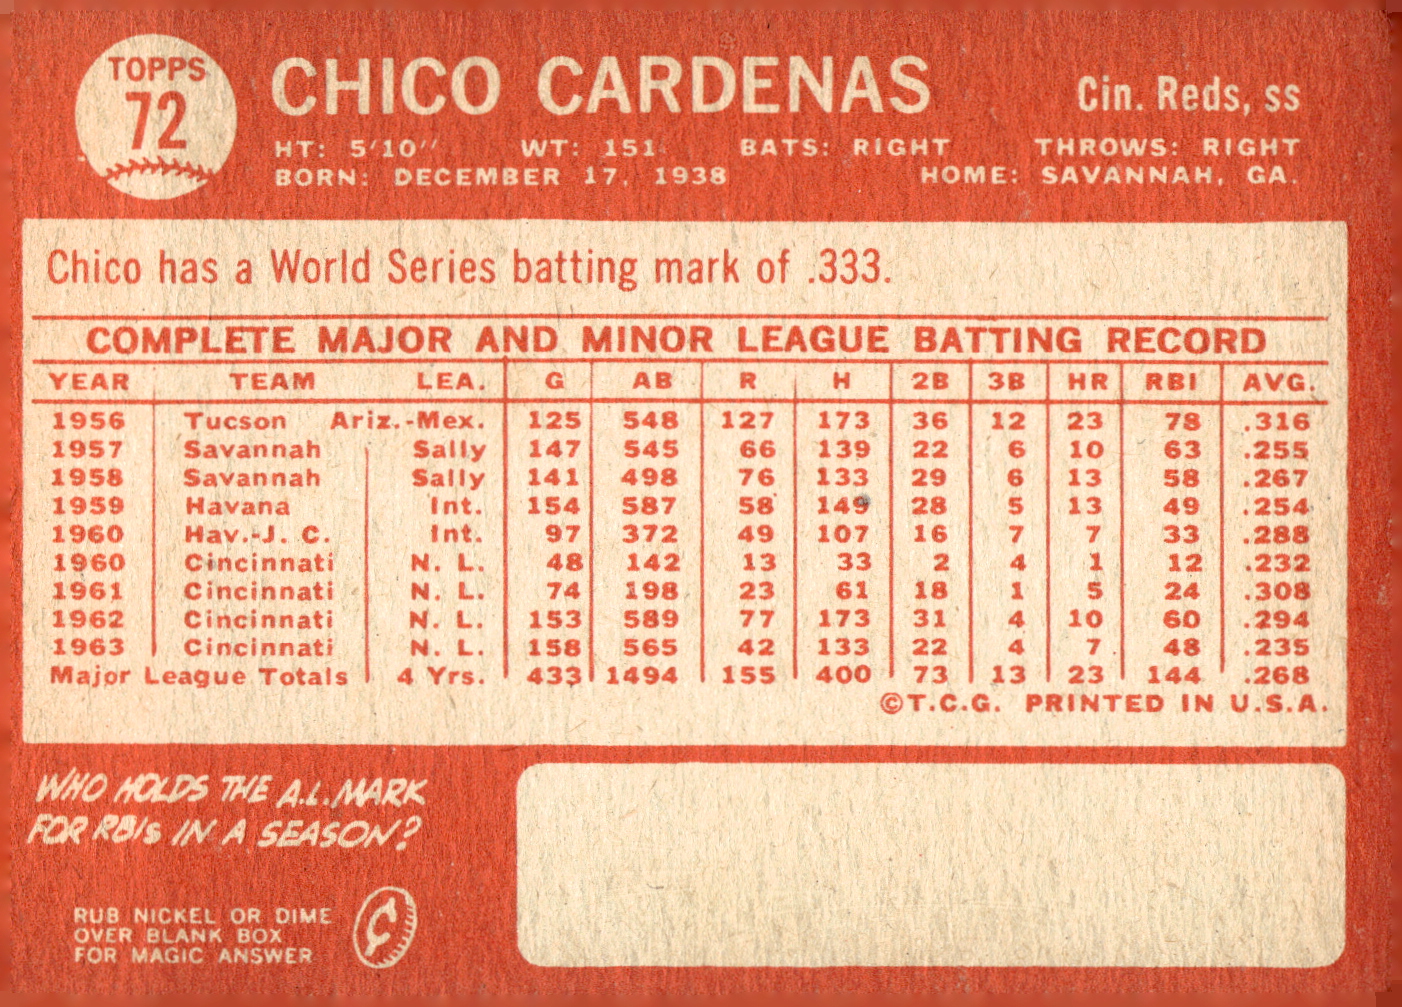 TOPPS
72
CHICO CARDENAS
Cin. Reds, ss
HT: 5'10" WT: 151 BATS: RIGHT THROWS: RIGHT
BORN: DECEMBER 17, 1938 HOME: SAVANNAH, GA.
Chico has a World Series batting mark of .333.
COMPLETE MAJOR AND MINOR LEAGUE BATTING RECORD
YEAR TEAM LEA. G AB R H 2B 3B HR RBI AVG.
1956 Tucson Ariz.-Mex. 125 548 127 173 36 12 23 78 .316
1957 Savannah Sally 147 545 66 139 22 6 10 63 .255
1958 Savannah Sally 141 498 76 133 29 6 13 58 .267
1959 Havana Int. 154 587 58 149 28 5 13 49 .254
1960 Hav.-J. C. Int. 97 372 49 107 16 7 7 33 .288
1960 Cincinnati N. L. 48 142 13 33 2 4 1 12 .232
1961 Cincinnati N. L. 74 198 23 61 18 1 5 24 .308
1962 Cincinnati N. L. 153 589 77 173 31 4 10 60 .294
1963 Cincinnati N. L. 158 565 42 133 22 4 7 48 .235
Major League Totals 4 Yrs. 433 1494 155 400 73 13 23 144 .268
©T.C.G. PRINTED IN U.S.A.
WHO HOLDS THE A.L. MARK
FOR RBIs IN A SEASON?
RUB NICKEL OR DIME
OVER BLANK BOX
FOR MAGIC ANSWER